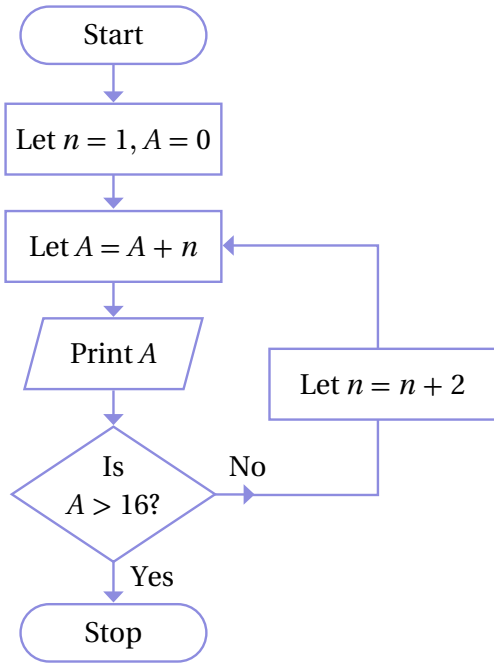 Start
Let n = 1, A = 0
Let A = A + n
Print A
Let n = n + 2
Is
A > 16?
No
Yes
Stop